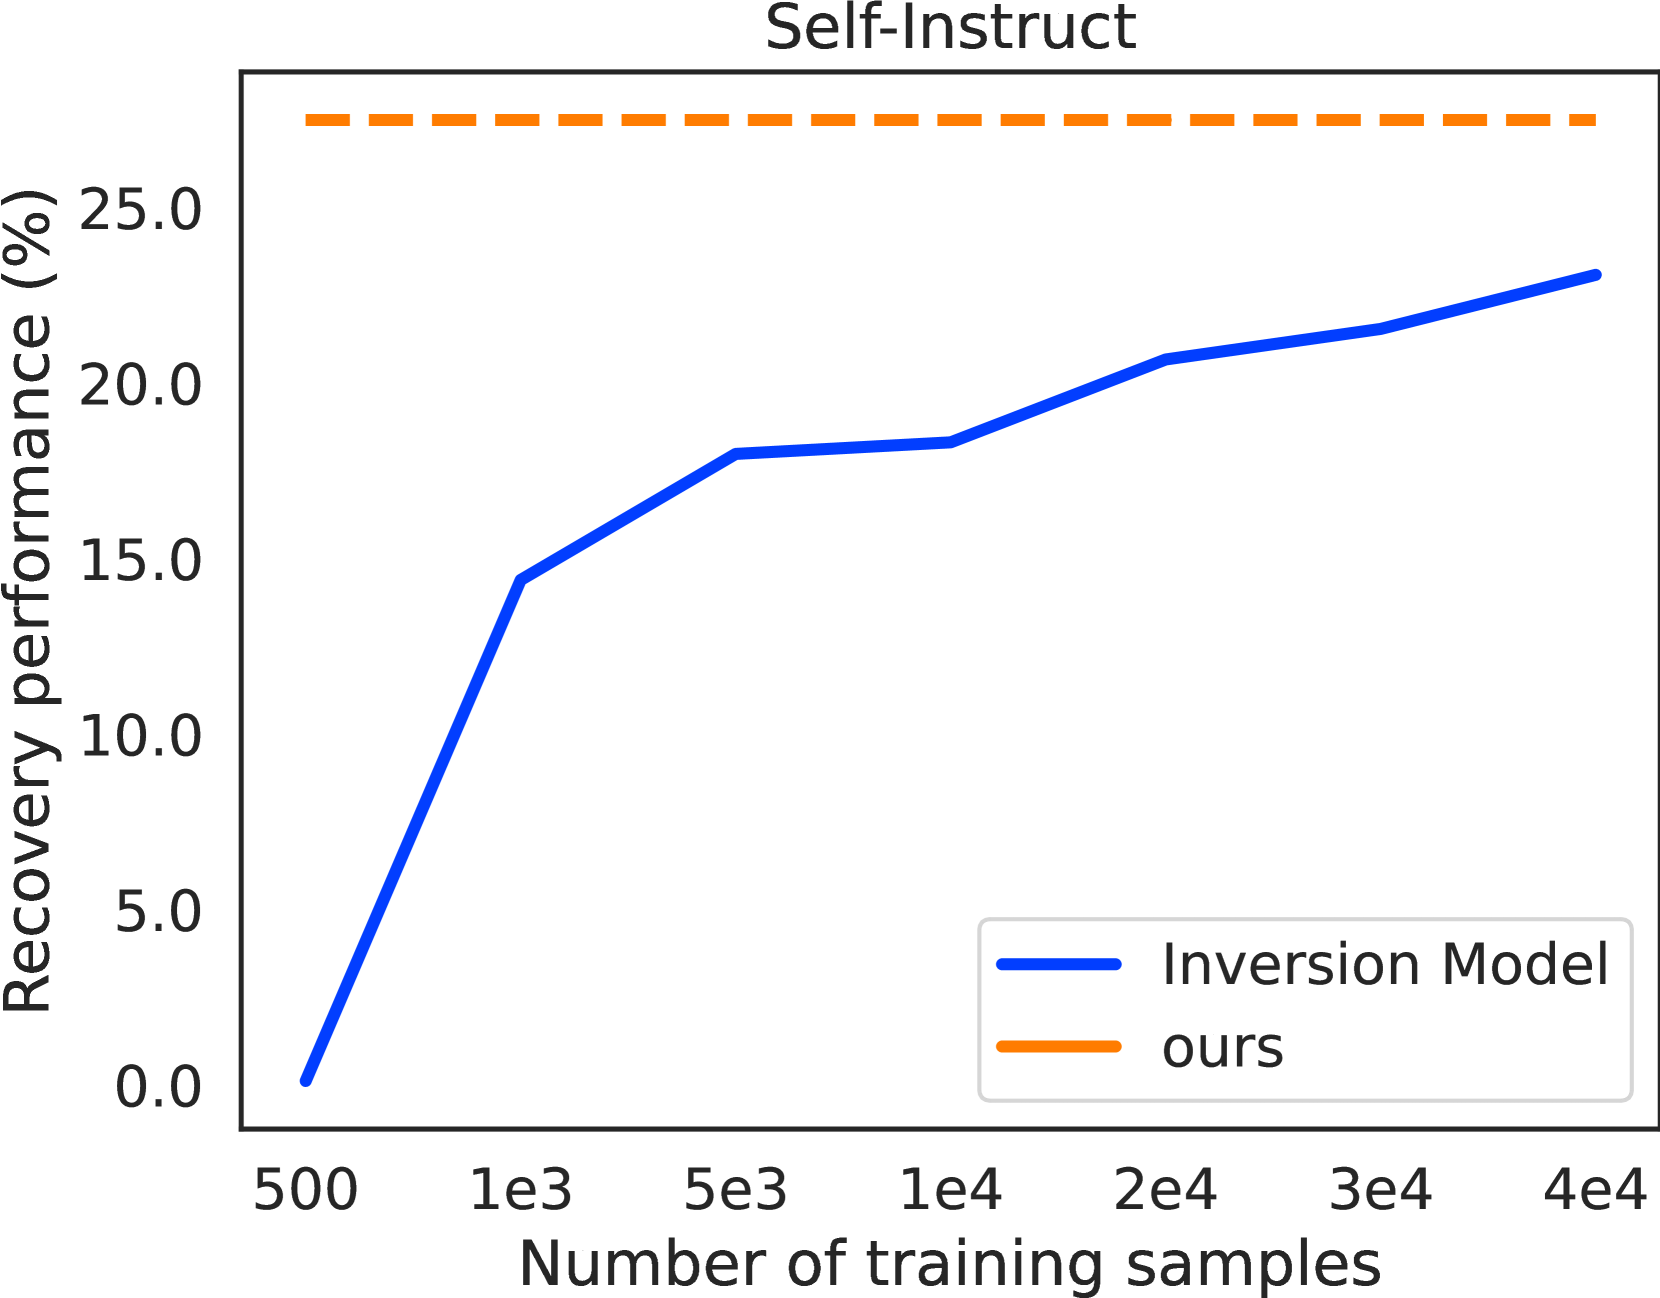 Self-Instruct
Recovery performance (%)
25.0
20.0
15.0
10.0
5.0
0.0
Inversion Model
ours
500 1e3 5e3 1e4 2e4 3e4 4e4
Number of training samples